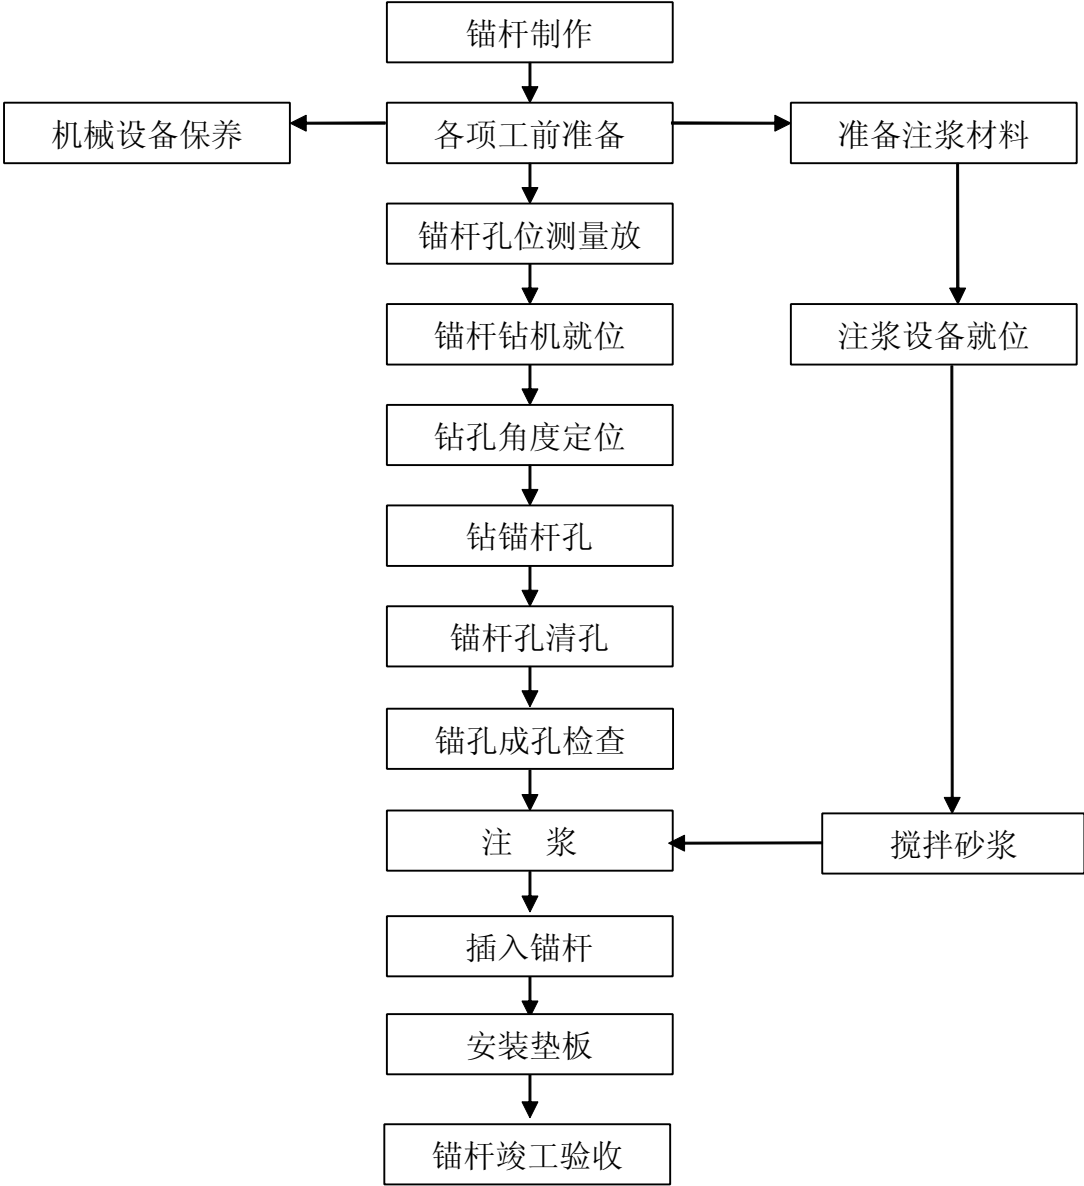 锚杆制作
机械设备保养
各项工前准备
准备注浆材料
锚杆孔位测量放
锚杆钻机就位
注浆设备就位
钻孔角度定位
钻锚杆孔
锚杆孔清孔
锚孔成孔检查
注 浆
搅拌砂浆
插入锚杆
安装垫板
锚杆竣工验收